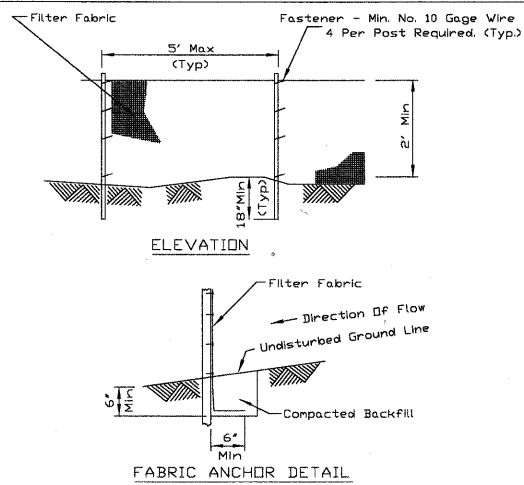 Filter Fabric
Fastener - Min. No. 10 Gage Wire
4 Per Post Required. (Typ.)
5' Max
(Typ)
2' Min
18"Min
(Typ)
ELEVATION
Filter Fabric
Direction Of Flow
Undisturbed Ground Line
6"
Min
Compacted Backfill
6"
Min
FABRIC ANCHOR DETAIL